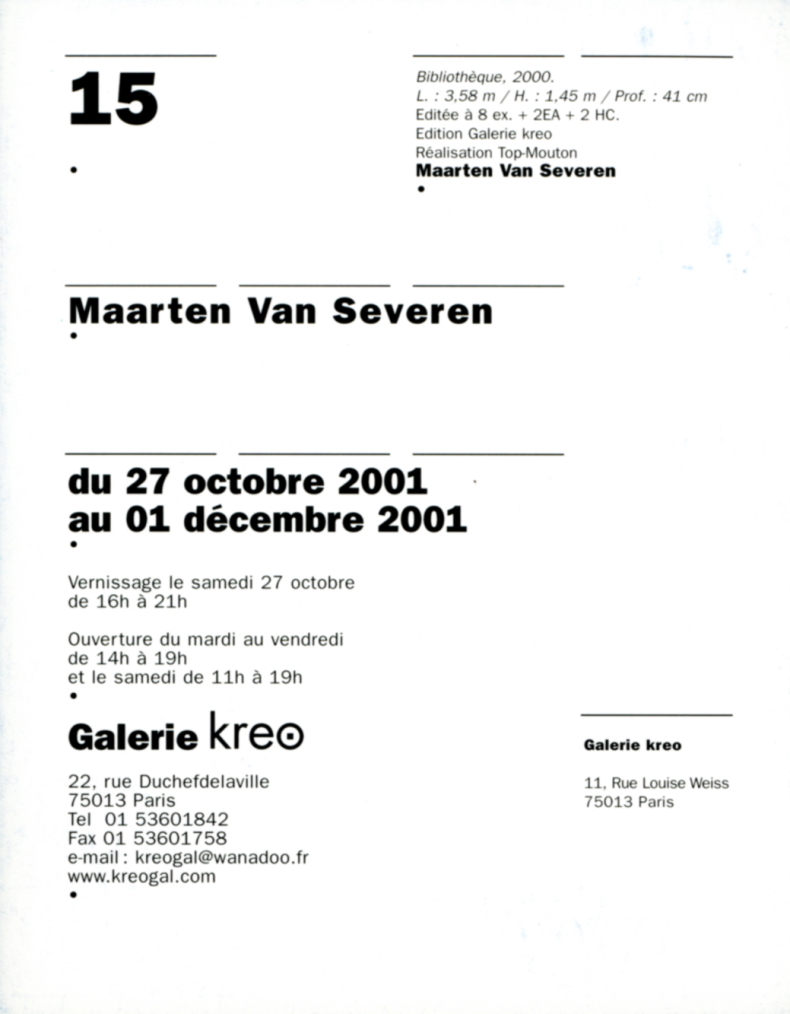 15
Bibliothèque, 2000.
L. : 3,58 m / H. : 1,45 m / Prof. : 41 cm
Editée à 8 ex. + 2EA + 2 HC.
Edition Galerie kreo
Réalisation Top-Mouton
Maarten Van Severen
Maarten Van Severen
du 27 octobre 2001
au 01 décembre 2001
Vernissage le samedi 27 octobre
de 16h à 21h
Ouverture du mardi au vendredi
de 14h à 19h
et le samedi de 11h à 19h
Galerie kreo
22, rue Duchefdelaville
75013 Paris
Tel 01 53601842
Fax 01 53601758
e-mail : kreogal@wanadoo.fr
www.kreogal.com
Galerie kreo
11, Rue Louise Weiss
75013 Paris